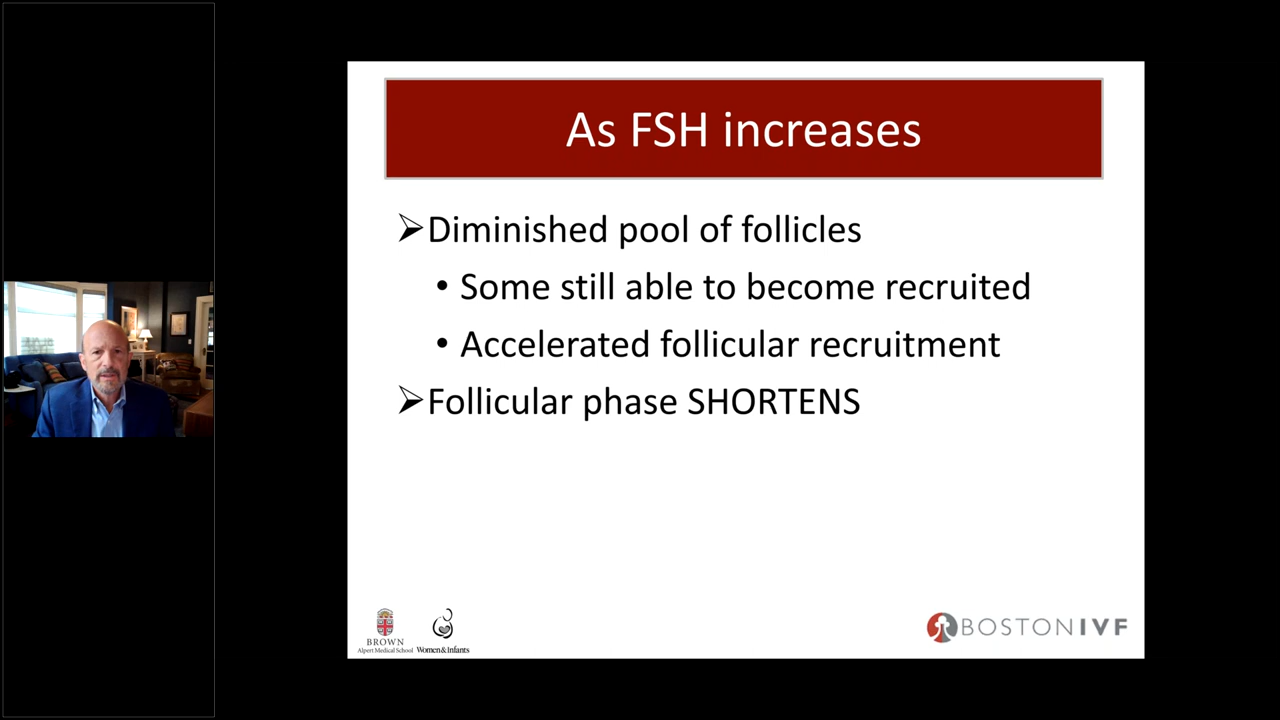 As FSH increases
Diminished pool of follicles
• Some still able to become recruited
• Accelerated follicular recruitment
Follicular phase SHORTENS
BROWN
Alpert Medical School
Women & Infants
BOSTON IVF